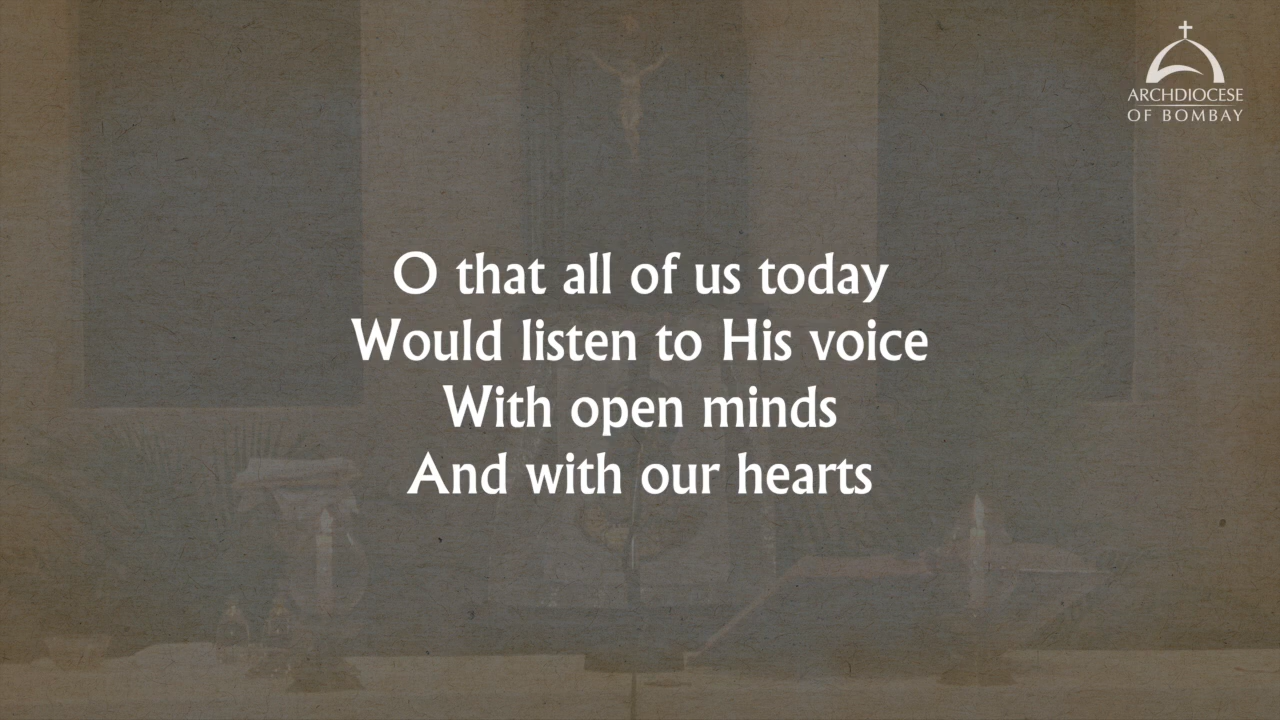 ARCHDIOCESE
OF BOMBAY
O that all of us today
Would listen to His voice
With open minds
And with our hearts